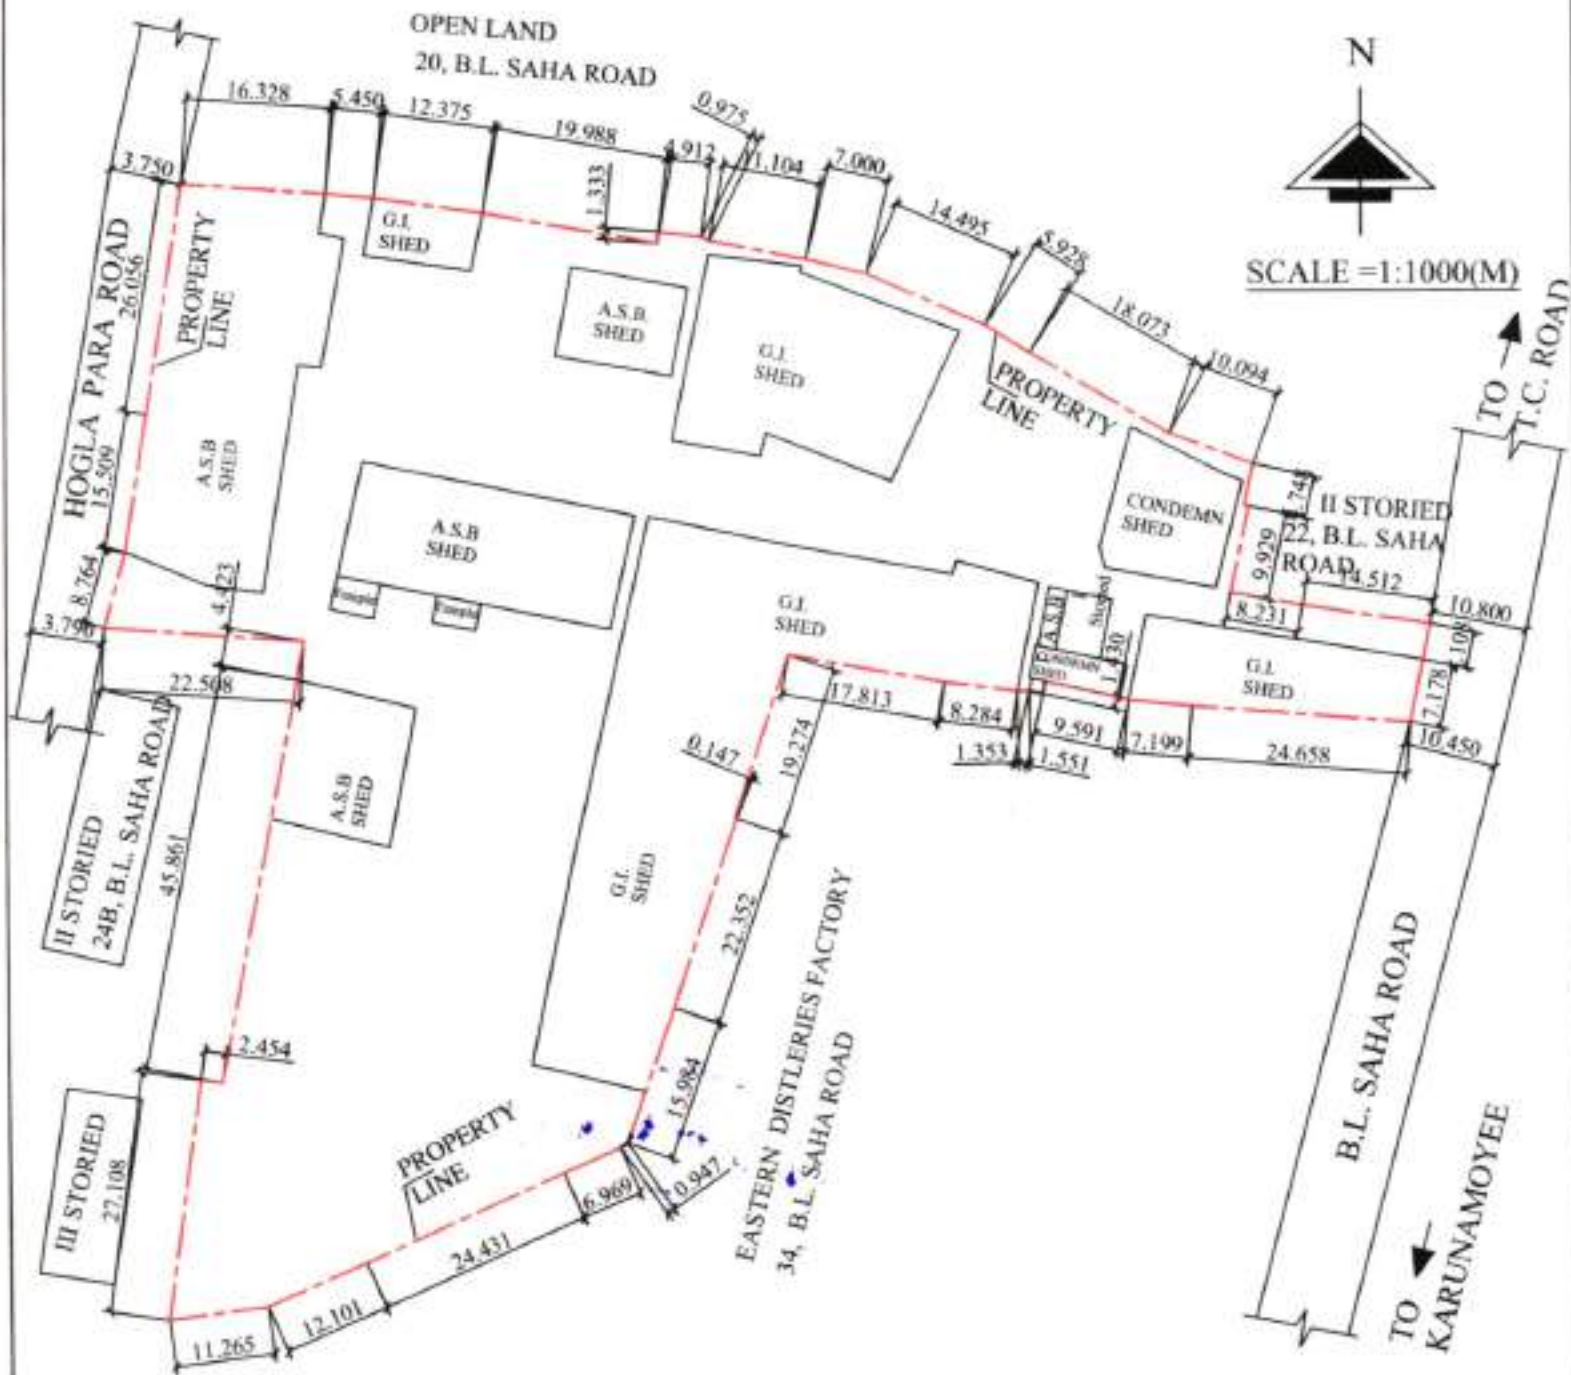 OPEN LAND
20, B.L. SAHA ROAD
N
SCALE =1:1000(M)
16.328
5.450
12.375
19.988
4.912
0.975
7.000
14.495
5.928
18.073
10.094
1.333
3.750
HOGLA PARA ROAD
26.056
15.509
8.764
3.790
PROPERTY
LINE
G.I.
SHED
A.S.B.
SHED
G.I.
SHED
PROPERTY
LINE
A.S.B
SHED
A.S.B
SHED
CONDEMN
SHED
II STORIED
22, B.L. SAHA
ROAD
9.929
14.512
8.231
10.800
7.178
10.450
TO
T.C. ROAD
4.423
22.508
G.I.
SHED
A.S.B
Storied
CONDEMN
SHED
1.430
G.I.
SHED
17.813
8.284
1.353
1.551
9.591
7.199
24.658
0.147
19.274
22.352
15.984
0.947
6.969
24.431
12.101
11.265
A.S.B
SHED
G.I.
SHED
II STORIED
24B, B.L. SAHA ROAD
45.861
2.454
III STORIED
27.108
PROPERTY
LINE
EASTERN DISTLERIES FACTORY
34, B.L. SAHA ROAD
B.L. SAHA ROAD
TO
KARUNAMOYEE